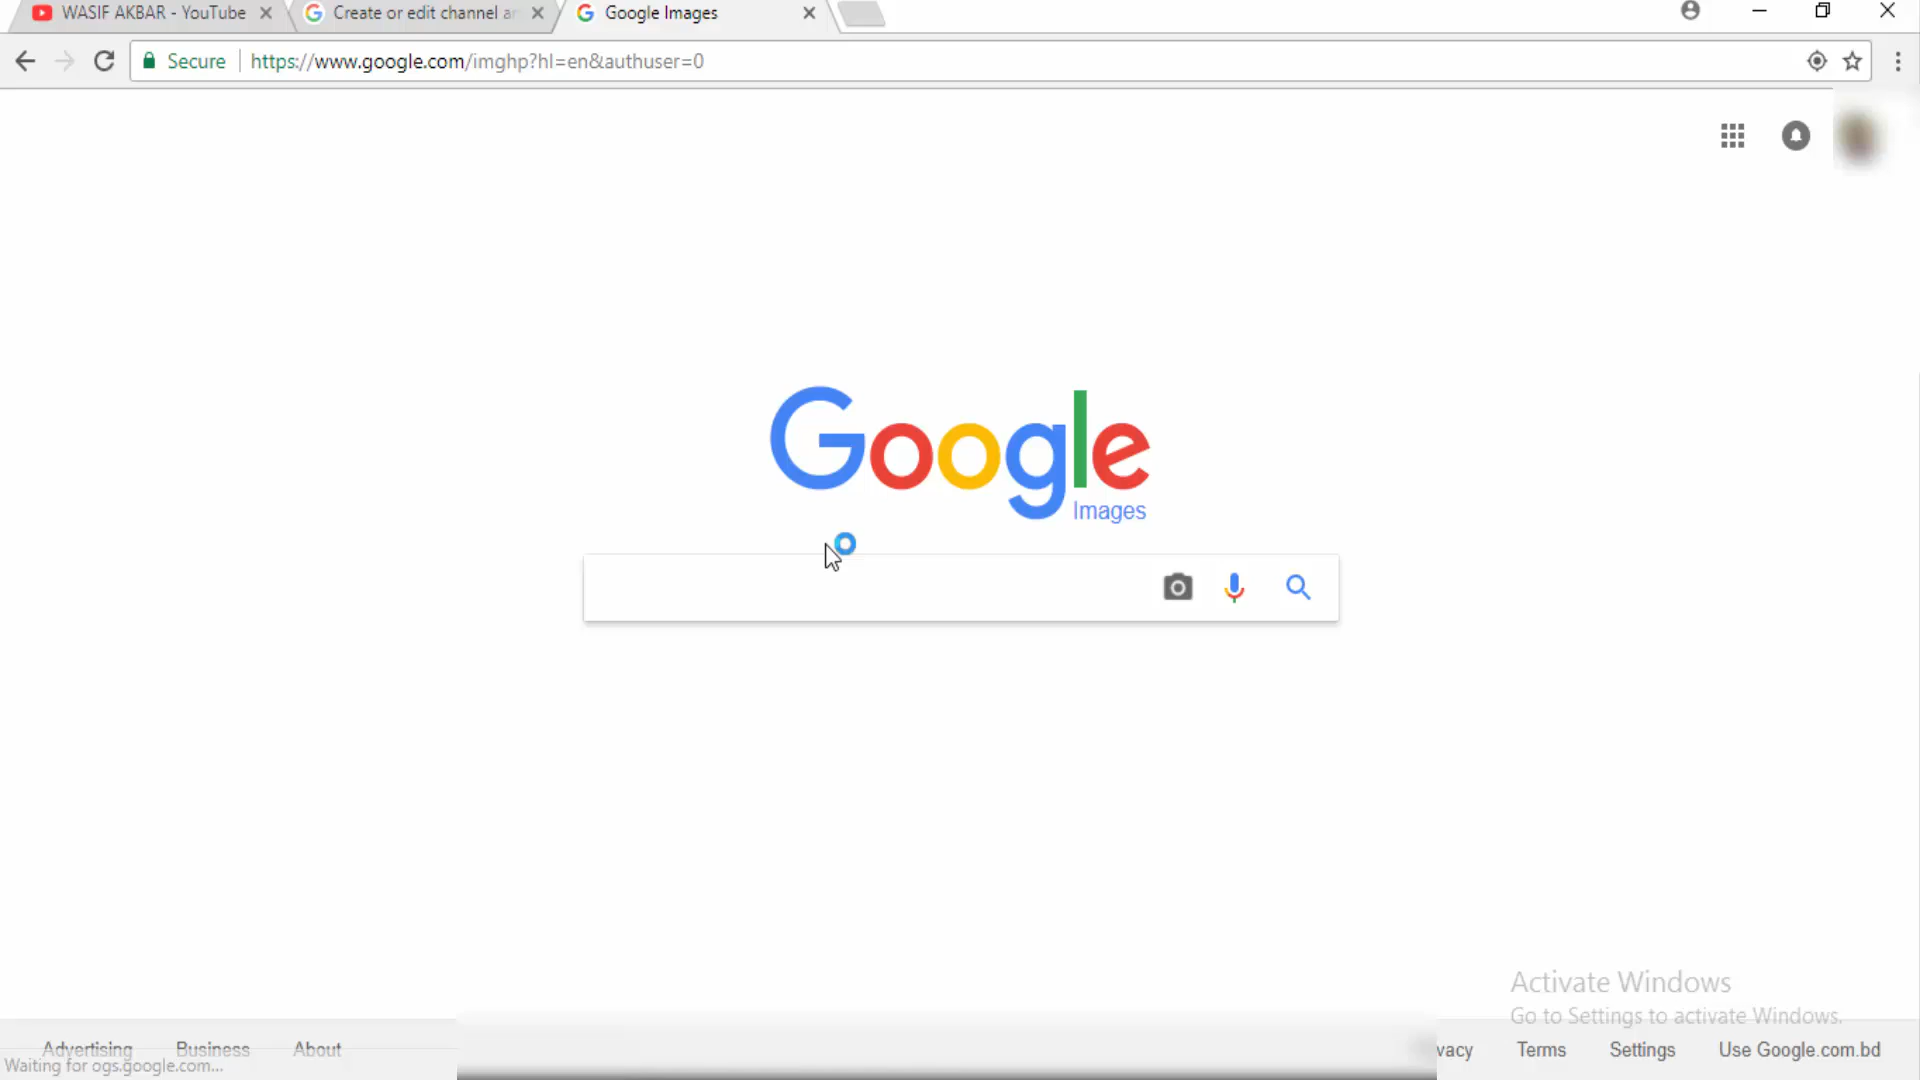 WASIF AKBAR - YouTube
Create or edit channel a
Google Images
Secure
https://www.google.com/imghp?hl=en&authuser=0
Google
Images
Activate Windows
Go to Settings to activate Windows.
Advertising
Business
About
vacy
Terms
Settings
Use Google.com.bd
Waiting for ogs.google.com...